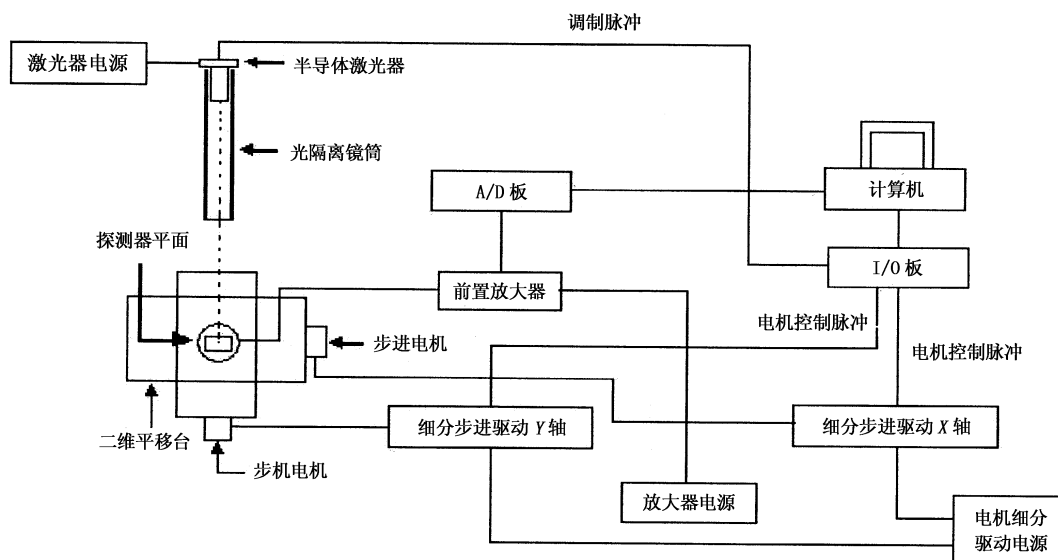 调制脉冲
激光器电源
半导体激光器
光隔离镜筒
A/D 板
计算机
探测器平面
前置放大器
I/O 板
电机控制脉冲
步进电机
电机控制脉冲
二维平移台
细分步进驱动 Y 轴
细分步进驱动 X 轴
步机电机
放大器电源
电机细分
驱动电源